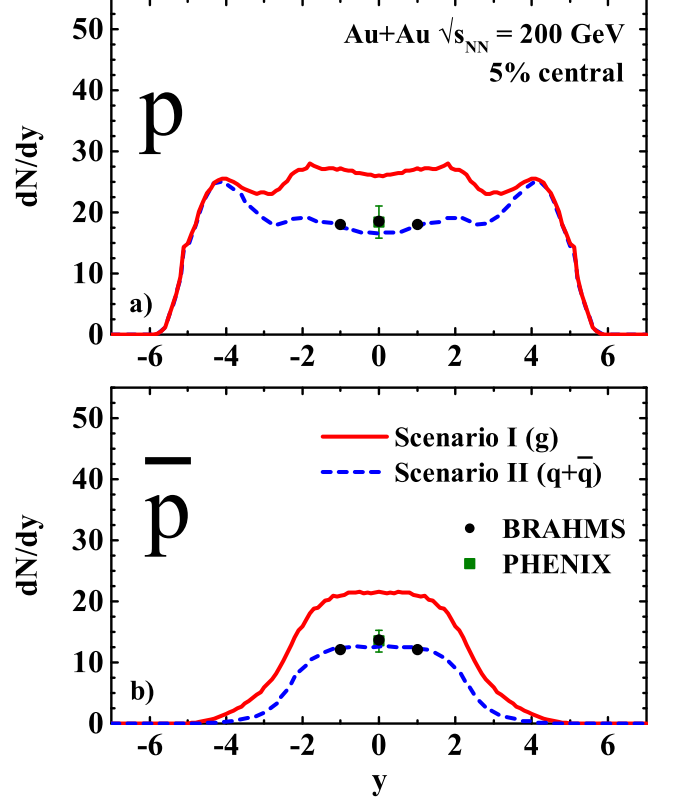 50
Au+Au √sNN = 200 GeV
5% central
40
p
30
dN/dy
20
10
a)
0
-6 -4 -2 0 2 4 6
50
Scenario I (g)
Scenario II (q+q̅)
40
p̅
BRAHMS
30
PHENIX
dN/dy
20
10
b)
0
-6 -4 -2 0 2 4 6
y